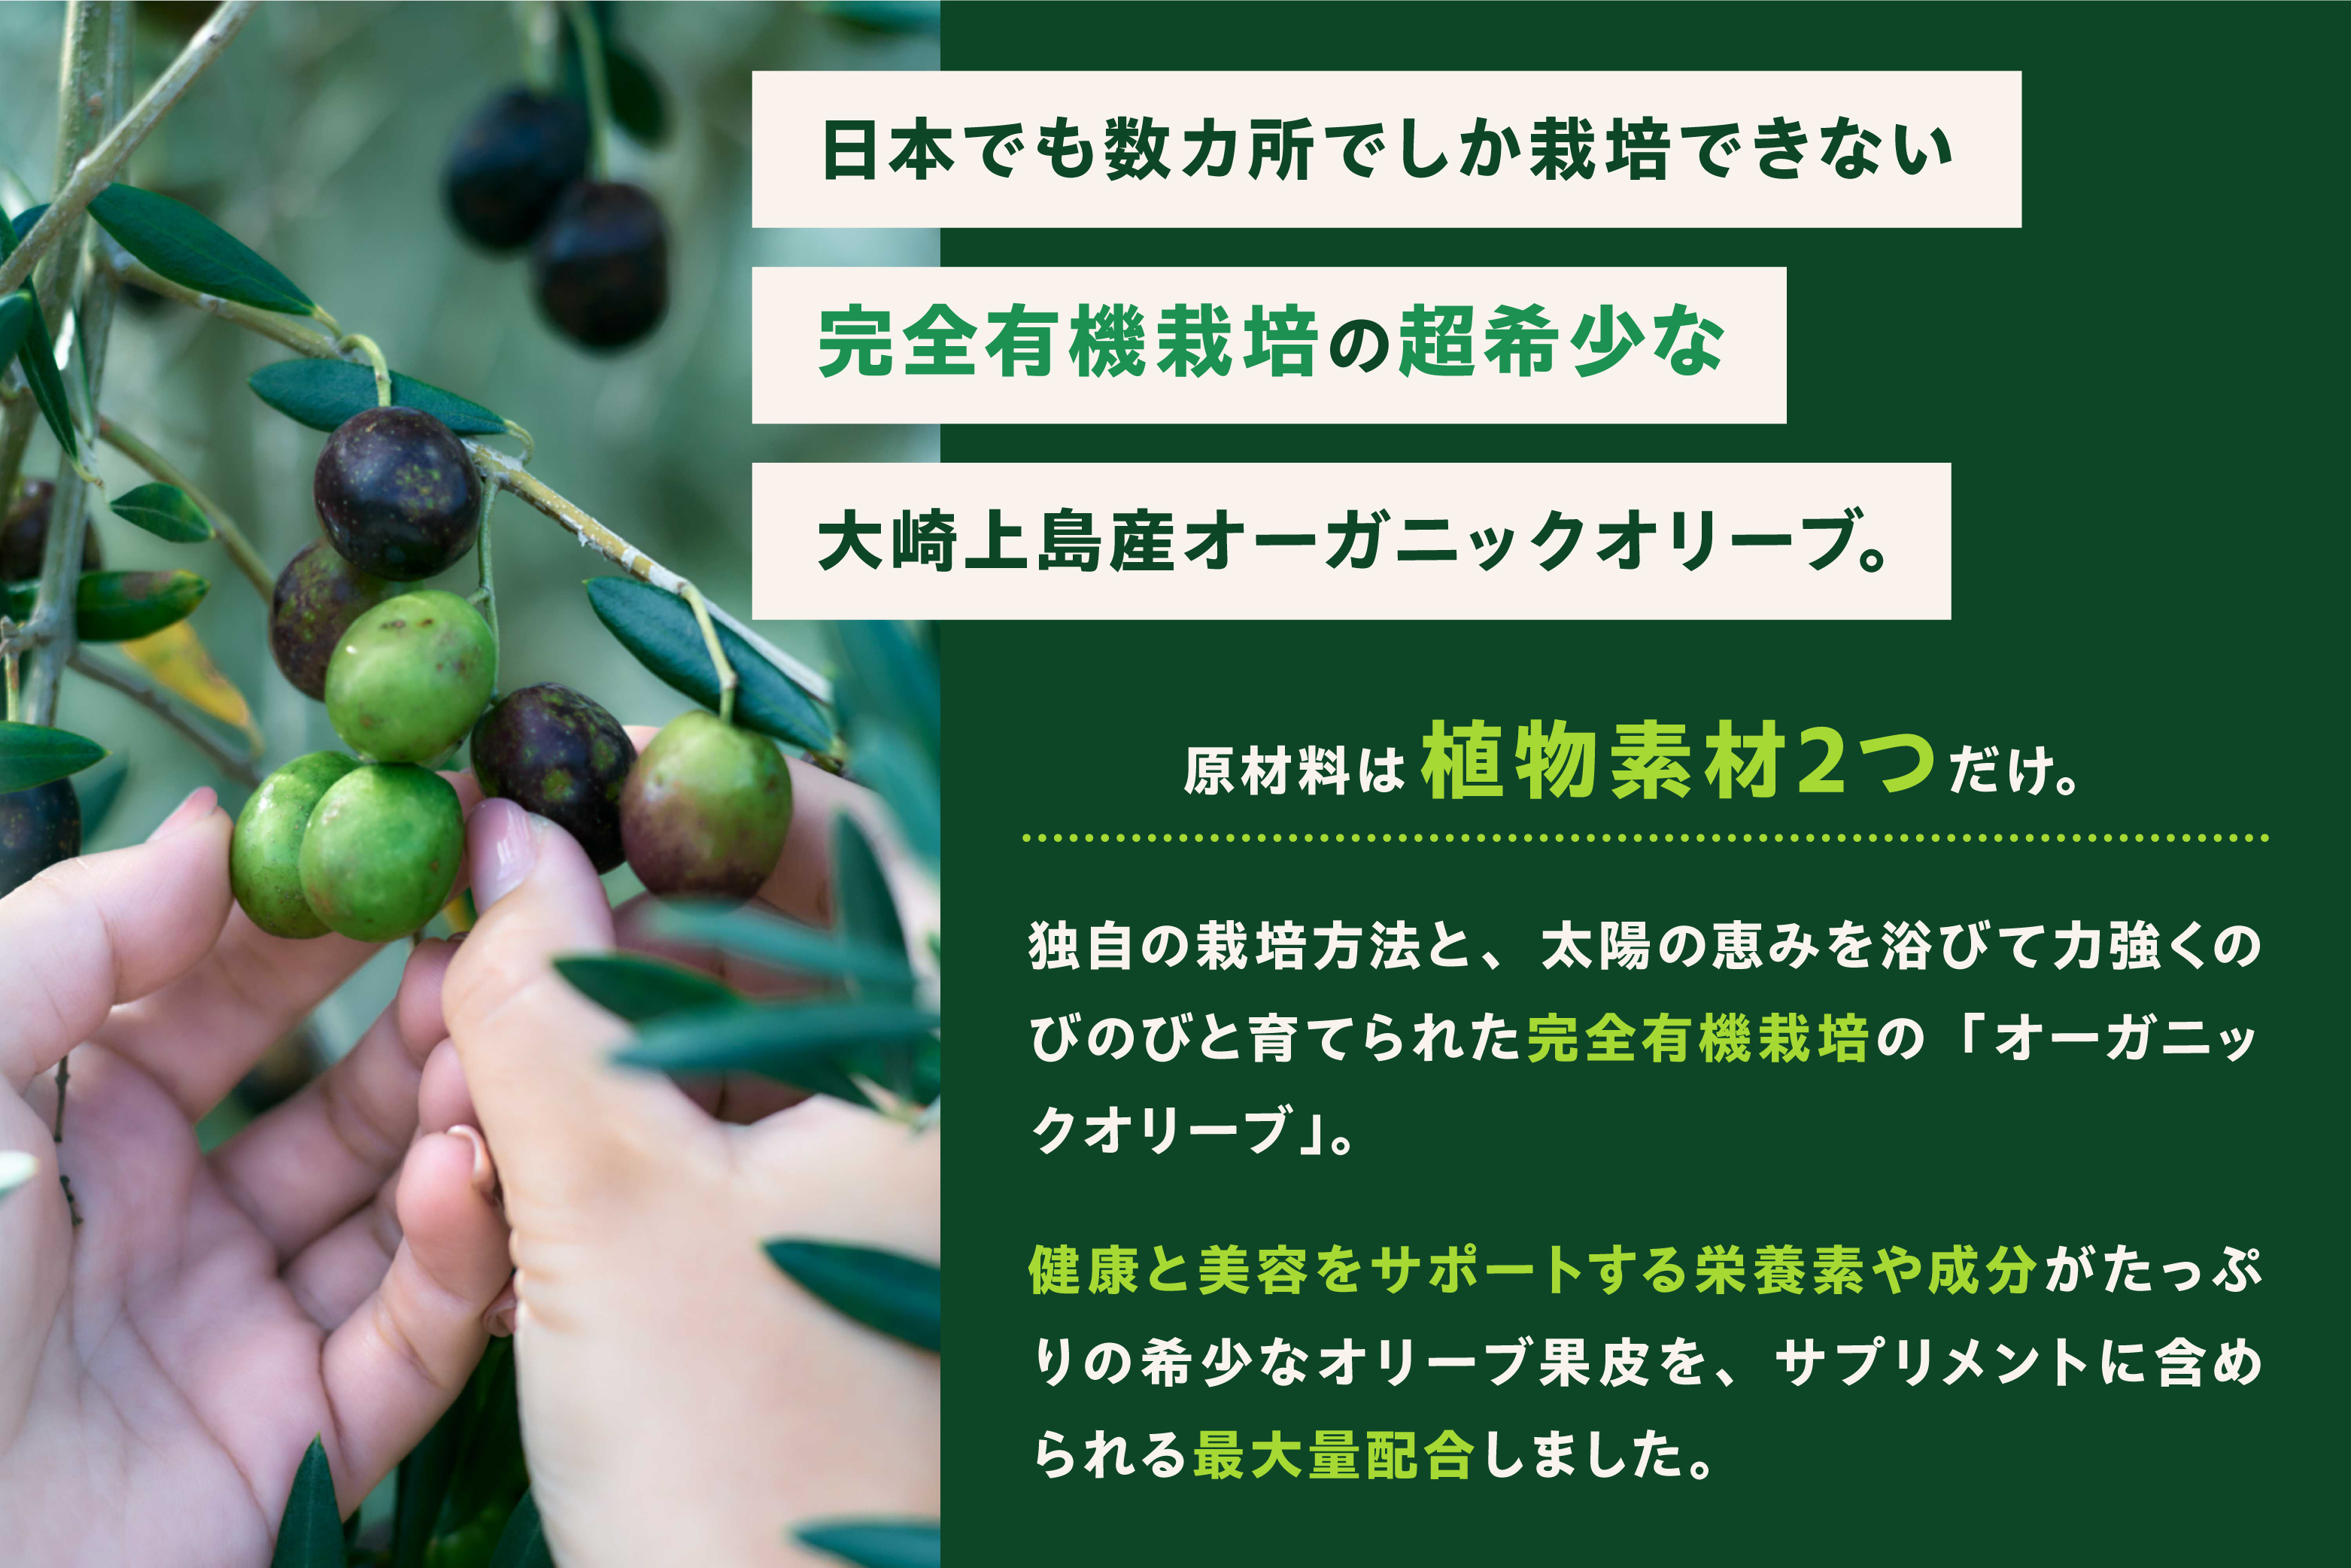 日本でも数カ所でしか栽培できない
完全有機栽培の超希少な
大崎上島産オーガニックオリーブ。
原材料は植物素材2つだけ。
独自の栽培方法と、太陽の恵みを浴びて力強くの
びのびと育てられた完全有機栽培の「オーガニッ
クオリーブ」。
健康と美容をサポートする栄養素や成分がたっぷ
りの希少なオリーブ果皮を、サプリメントに含め
られる最大量配合しました。